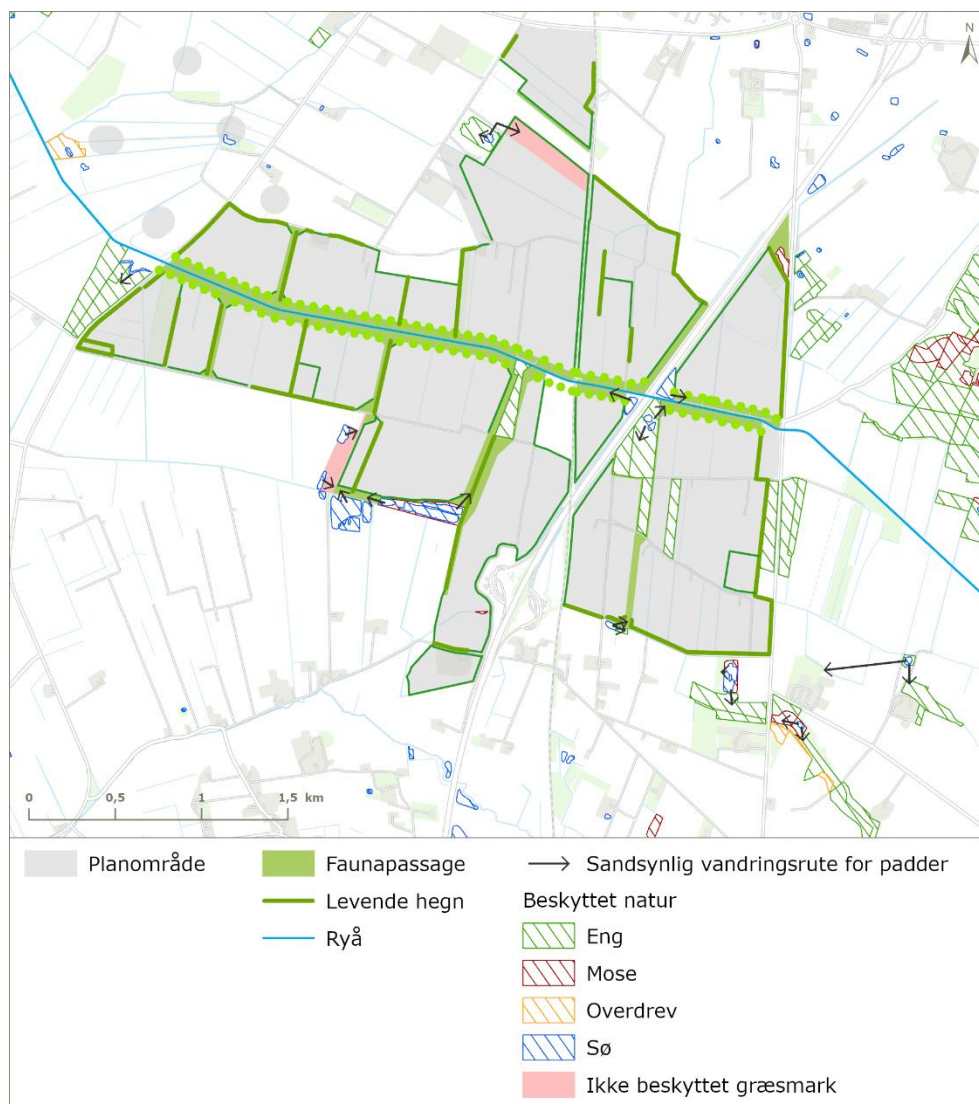 N
0 0,5 1 1,5 km
Planområde
Faunapassage
Levende hegn
Ryå
Sandsynlig vandringsrute for padder
Beskyttet natur
Eng
Mose
Overdrev
Sø
Ikke beskyttet græsmark